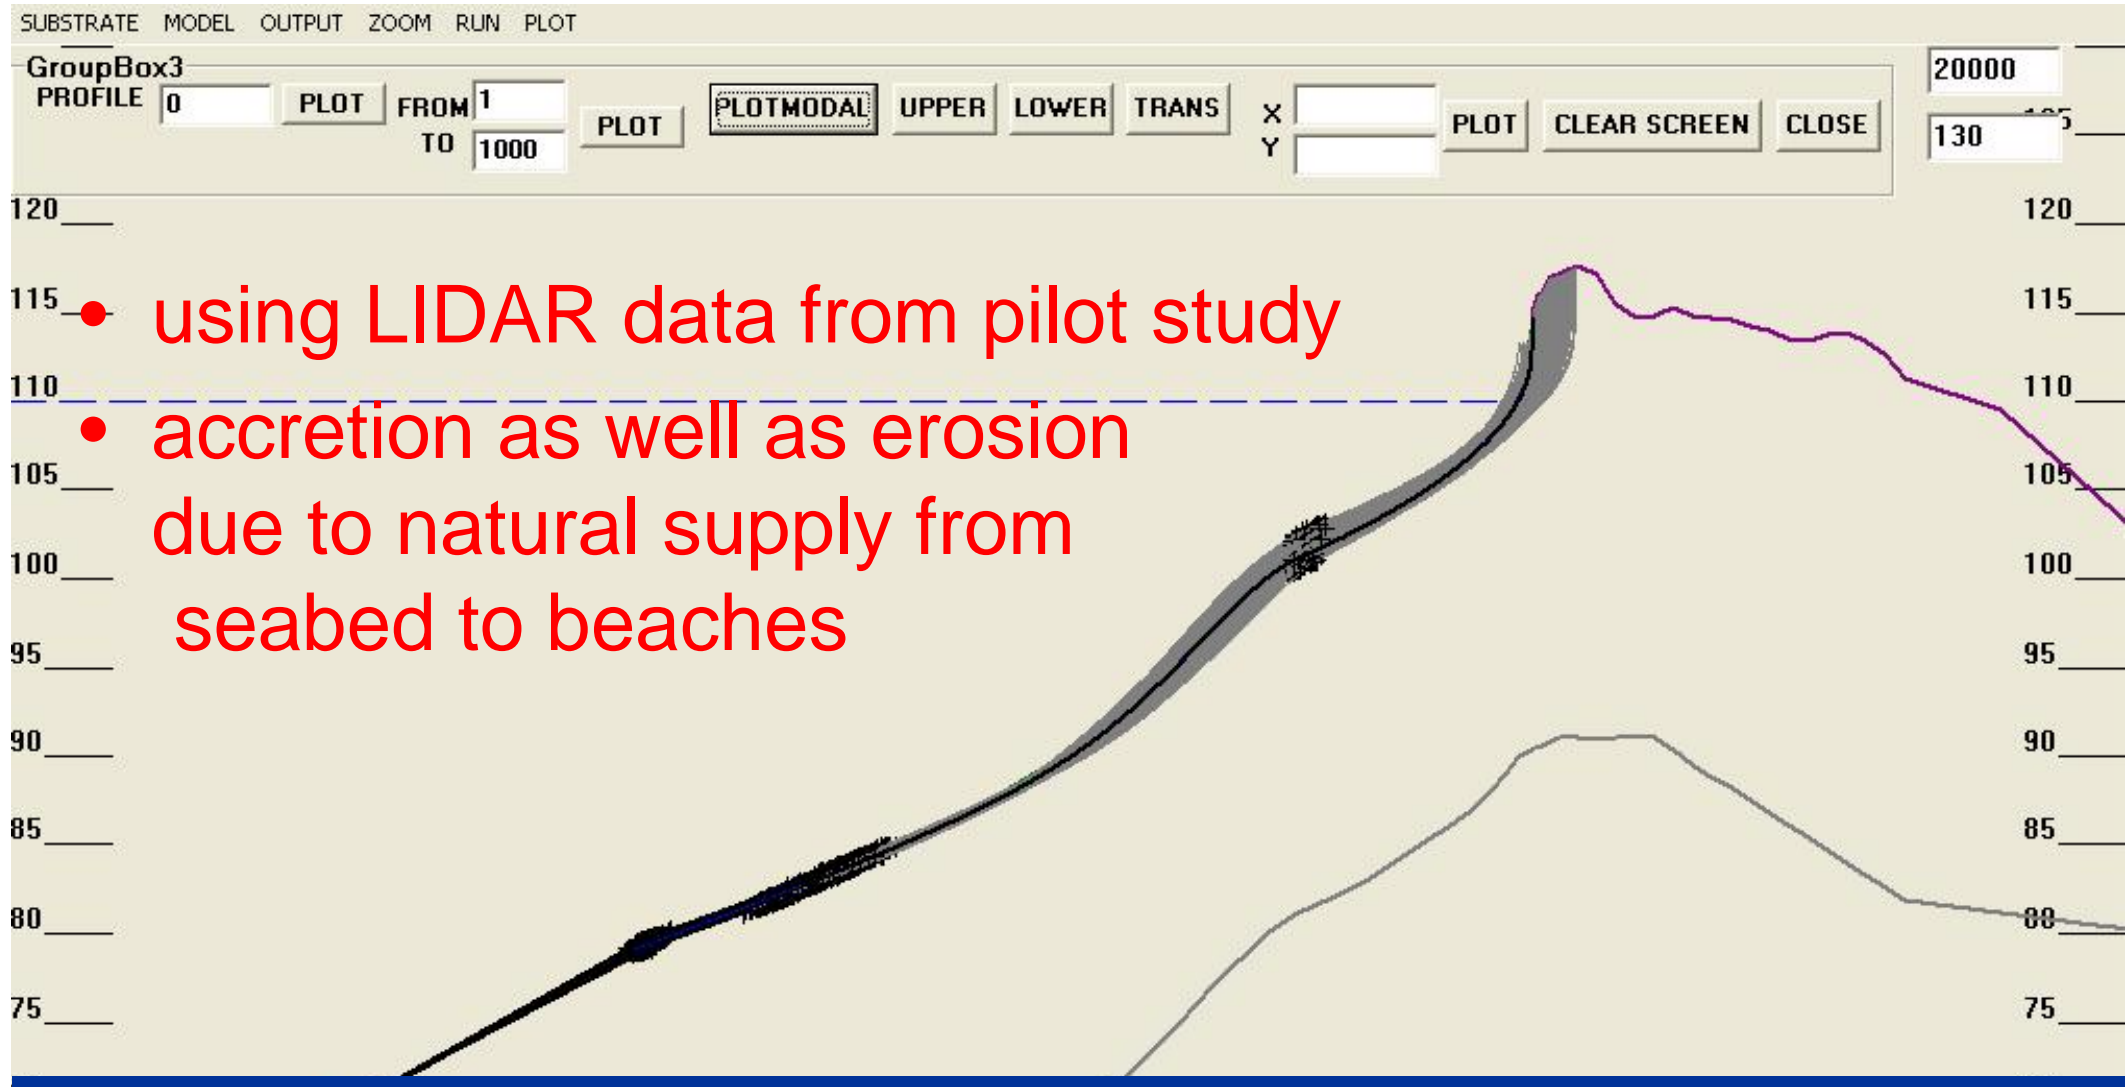 SUBSTRATE MODEL OUTPUT ZOOM RUN PLOT
GroupBox3
PROFILE 0 PLOT FROM 1 TO 1000 PLOT PLOTMODAL UPPER LOWER TRANS X Y PLOT CLEAR SCREEN CLOSE
20000
130
120 120
115 115
• using LIDAR data from pilot study
110 110
• accretion as well as erosion
105 105
due to natural supply from
100 100
seabed to beaches
95 95
90 90
85 85
80 80
75 75